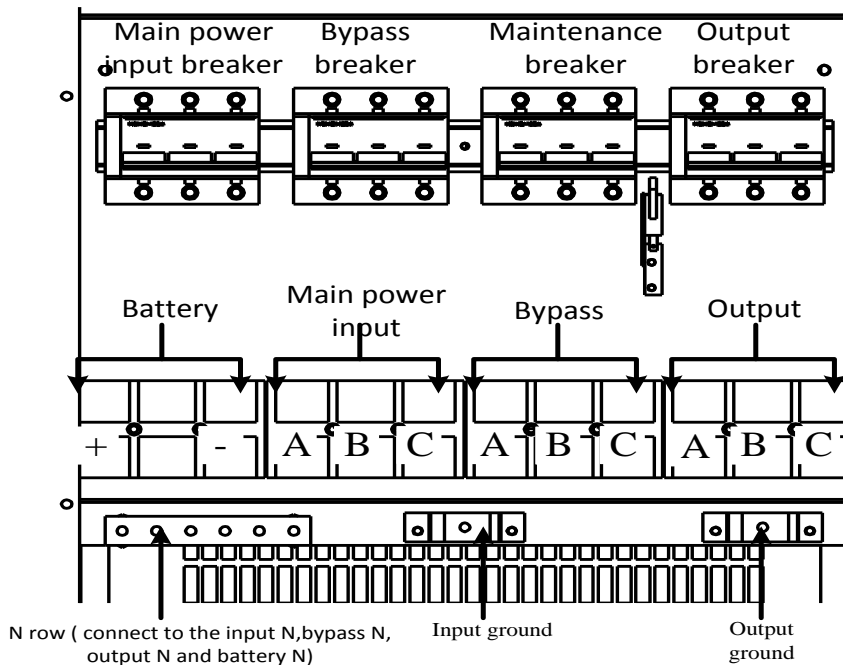 Main power
input breaker
Bypass
breaker
Maintenance
breaker
Output
breaker
Battery
Main power
input
Bypass
Output
+ - A B C A B C A B C
N row ( connect to the input N,bypass N,
output N and battery N)
Input ground
Output
ground